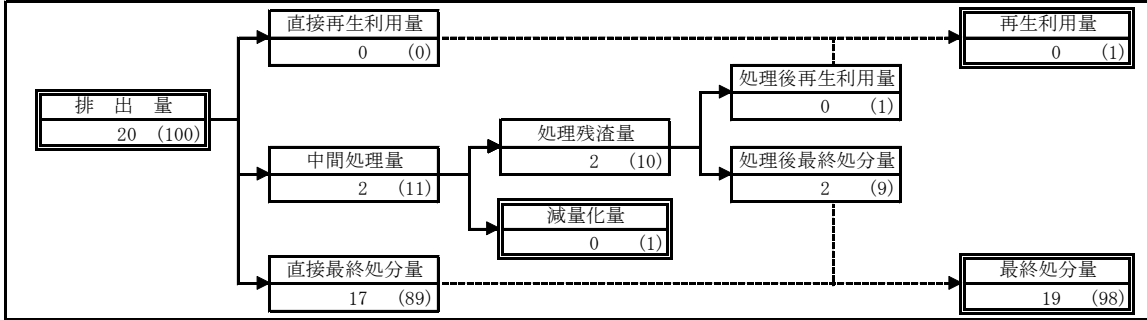 直接再生利用量
0 (0)
再生利用量
0 (1)
処理後再生利用量
0 (1)
排 出 量
20 (100)
処理残渣量
2 (10)
中間処理量
2 (11)
処理後最終処分量
2 (9)
減量化量
0 (1)
直接最終処分量
17 (89)
最終処分量
19 (98)